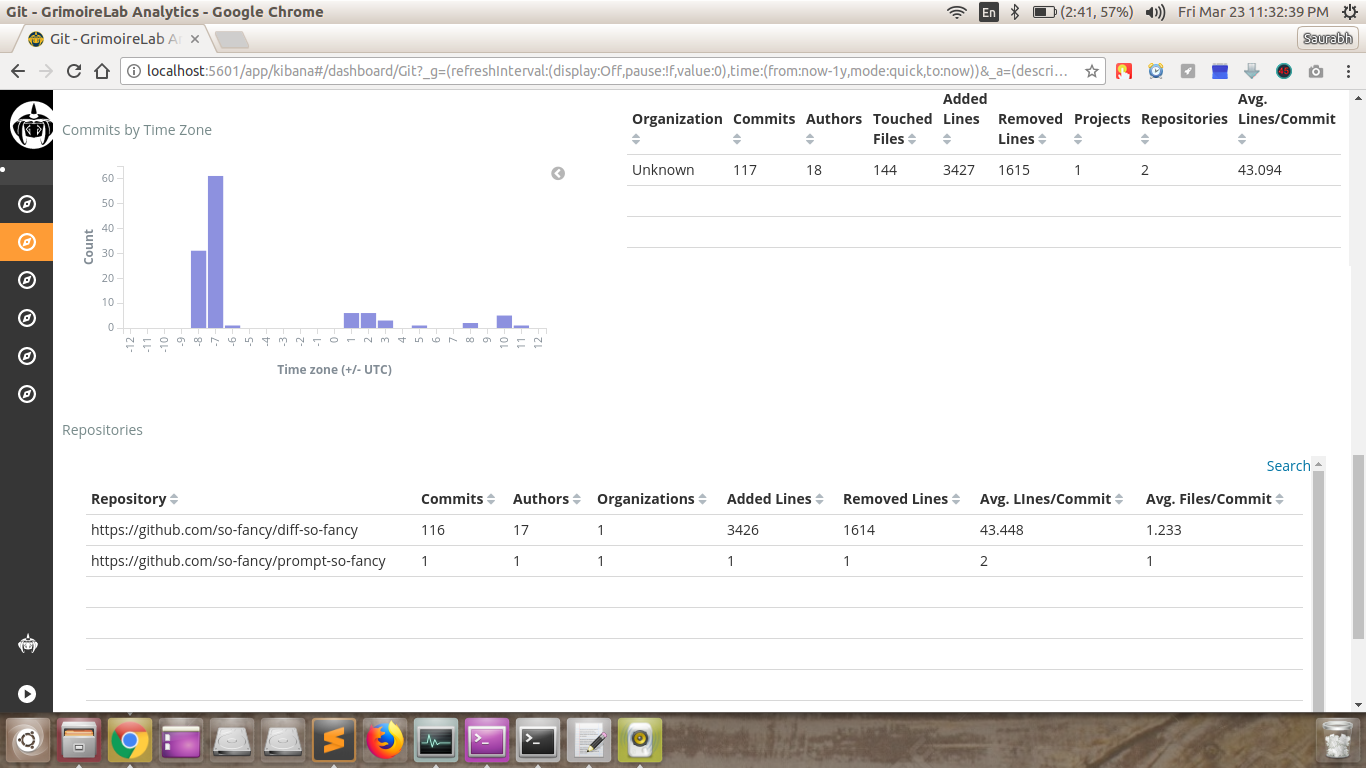 Git - GrimoireLab Analytics - Google Chrome
En
(2:41, 57%)
Fri Mar 23 11:32:39 PM
Git - GrimoireLab A
Saurabh
localhost:5601/app/kibana#/dashboard/Git?_g=(refreshInterval:(display:Off,pause:!f,value:0),time:(from:now-1y,mode:quick,to:now))&_a=(descri...
Commits by Time Zone
Count
60
50
40
30
20
10
0
-12 -11 -10 -9 -8 -7 -6 -5 -4 -3 -2 -1 0 1 2 3 4 5 6 7 8 9 10 11 12
Time zone (+/- UTC)
Organization Commits Authors Touched Files Added Lines Removed Lines Projects Repositories Avg. Lines/Commit
Unknown 117 18 144 3427 1615 1 2 43.094
Repositories
Search
Repository Commits Authors Organizations Added Lines Removed Lines Avg. LInes/Commit Avg. Files/Commit
https://github.com/so-fancy/diff-so-fancy 116 17 1 3426 1614 43.448 1.233
https://github.com/so-fancy/prompt-so-fancy 1 1 1 1 1 2 1